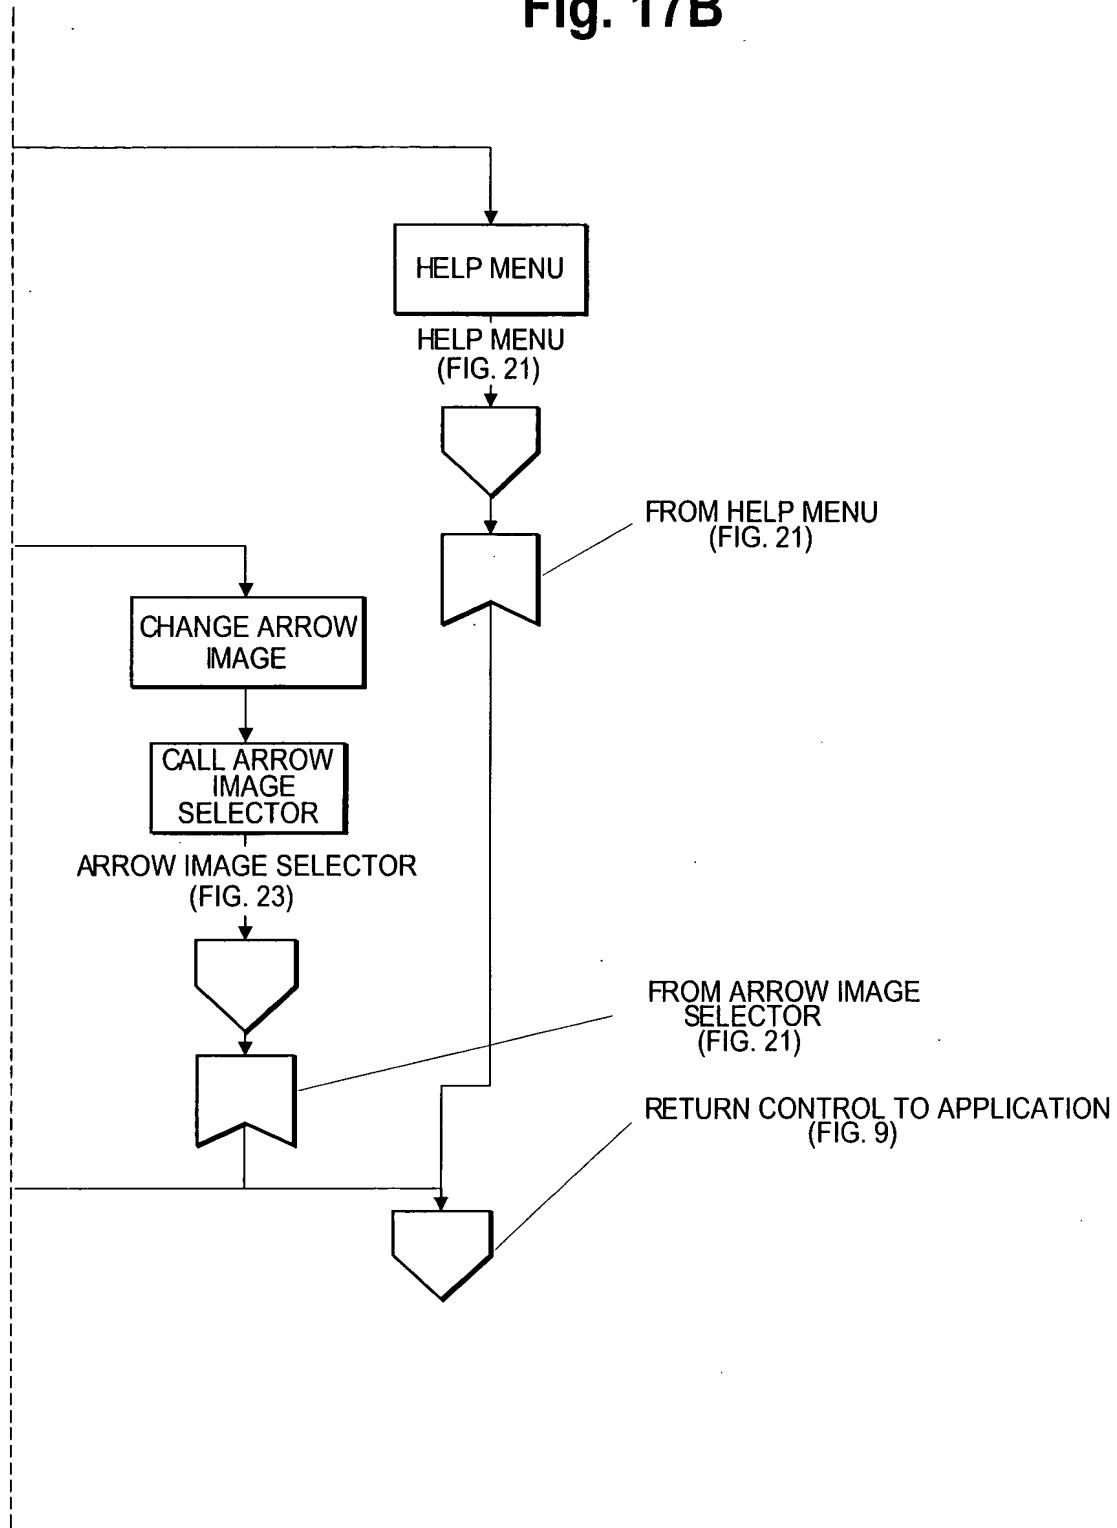 Fig. 17B
HELP MENU
HELP MENU
(FIG. 21)
FROM HELP MENU
(FIG. 21)
CHANGE ARROW
IMAGE
CALL ARROW
IMAGE
SELECTOR
ARROW IMAGE SELECTOR
(FIG. 23)
FROM ARROW IMAGE
SELECTOR
(FIG. 21)
RETURN CONTROL TO APPLICATION
(FIG. 9)